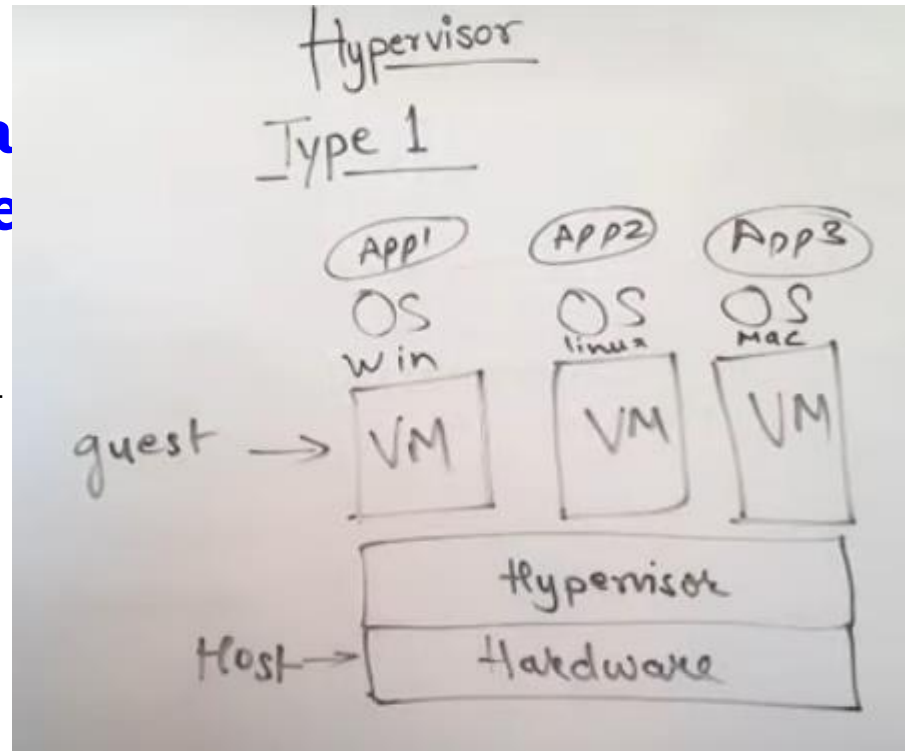 Hypervisor
Type 1
App1 App2 App3
OS OS OS
Win linux Mac
guest → VM VM VM
Hypervisor
Host → Hardware